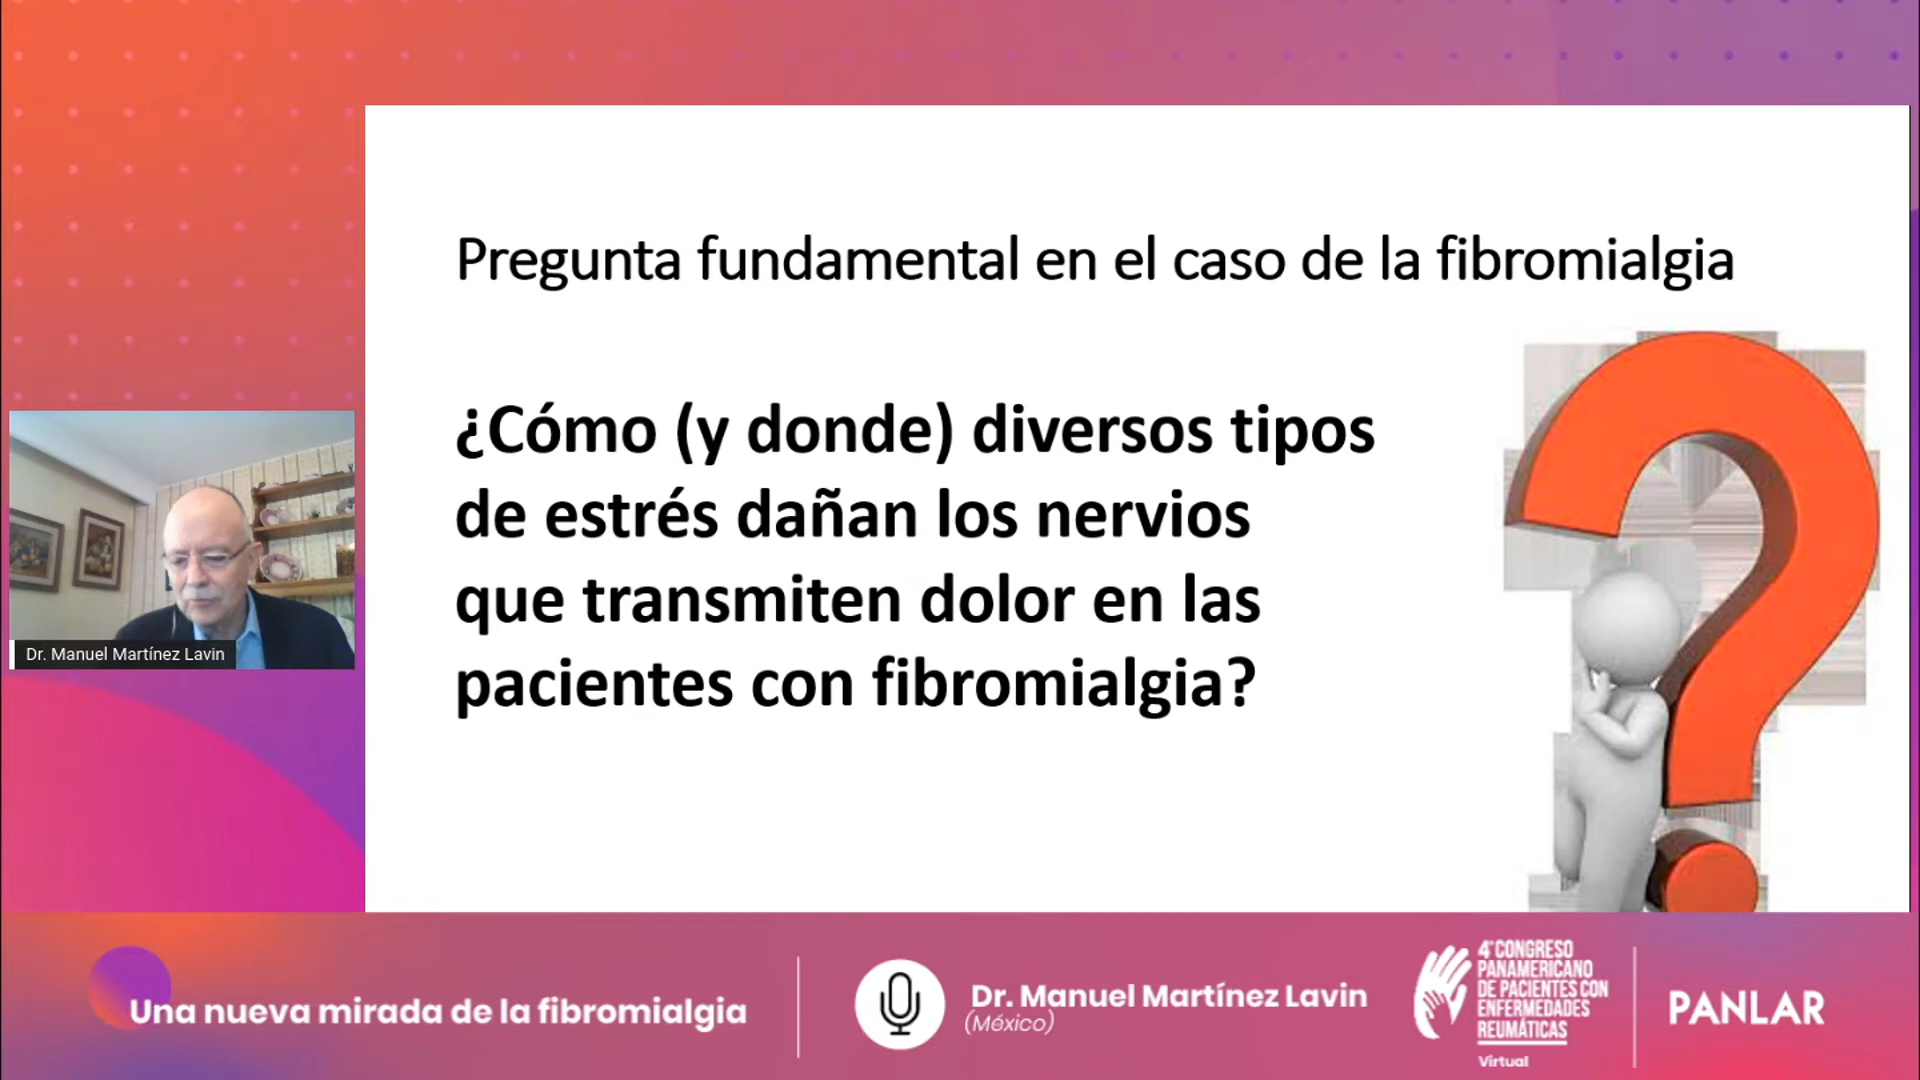 Pregunta fundamental en el caso de la fibromialgia
¿Cómo (y donde) diversos tipos
de estrés dañan los nervios
que transmiten dolor en las
pacientes con fibromialgia?
Dr. Manuel Martínez Lavin
Una nueva mirada de la fibromialgia
Dr. Manuel Martínez Lavin
(México)
4° CONGRESO
PANAMERICANO
DE PACIENTES CON
ENFERMEDADES
REUMÁTICAS
Virtual
PANLAR